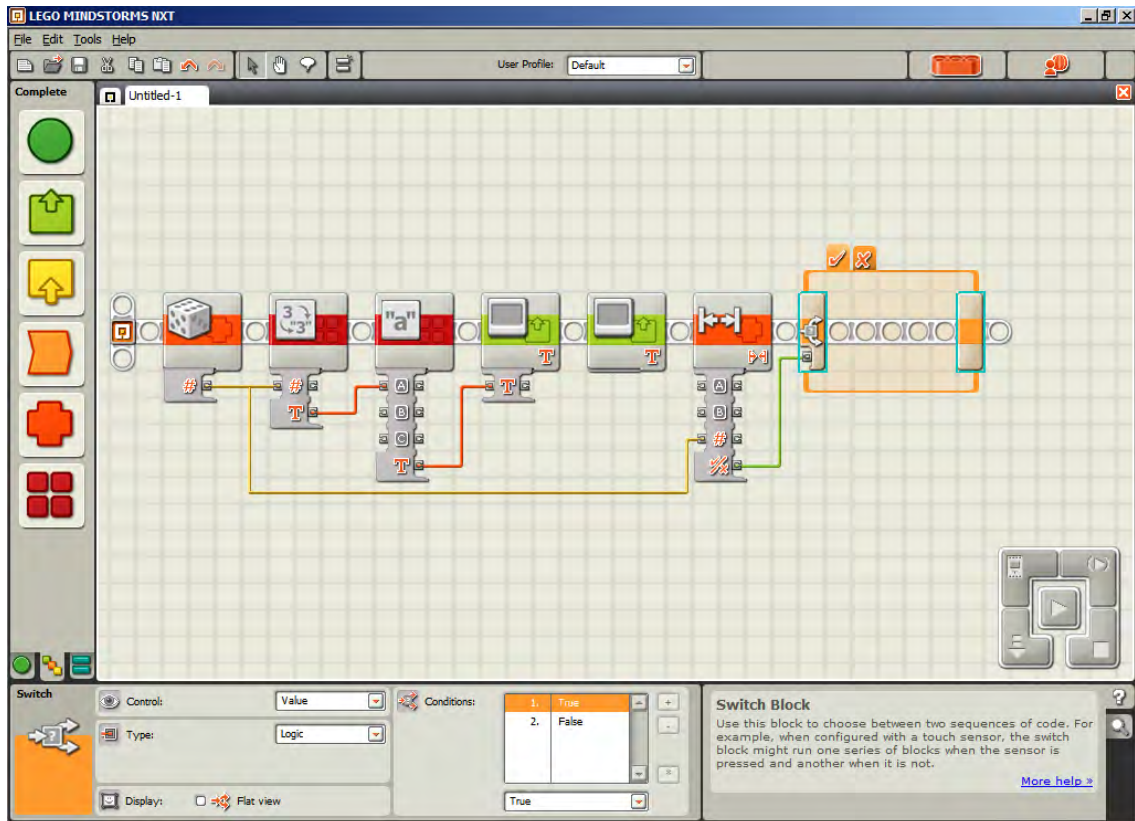 LEGO MINDSTORMS NXT
File Edit Tools Help
User Profile: Default
Complete
Untitled-1
3
"3"
"a"
# # T A B C T T T T A B #
Switch
Control: Value
Type: Logic
Display: Flat view
Conditions:
1. True
2. False
True
+
-
*
Switch Block
Use this block to choose between two sequences of code. For
example, when configured with a touch sensor, the switch
block might run one series of blocks when the sensor is
pressed and another when it is not.
More help »
?